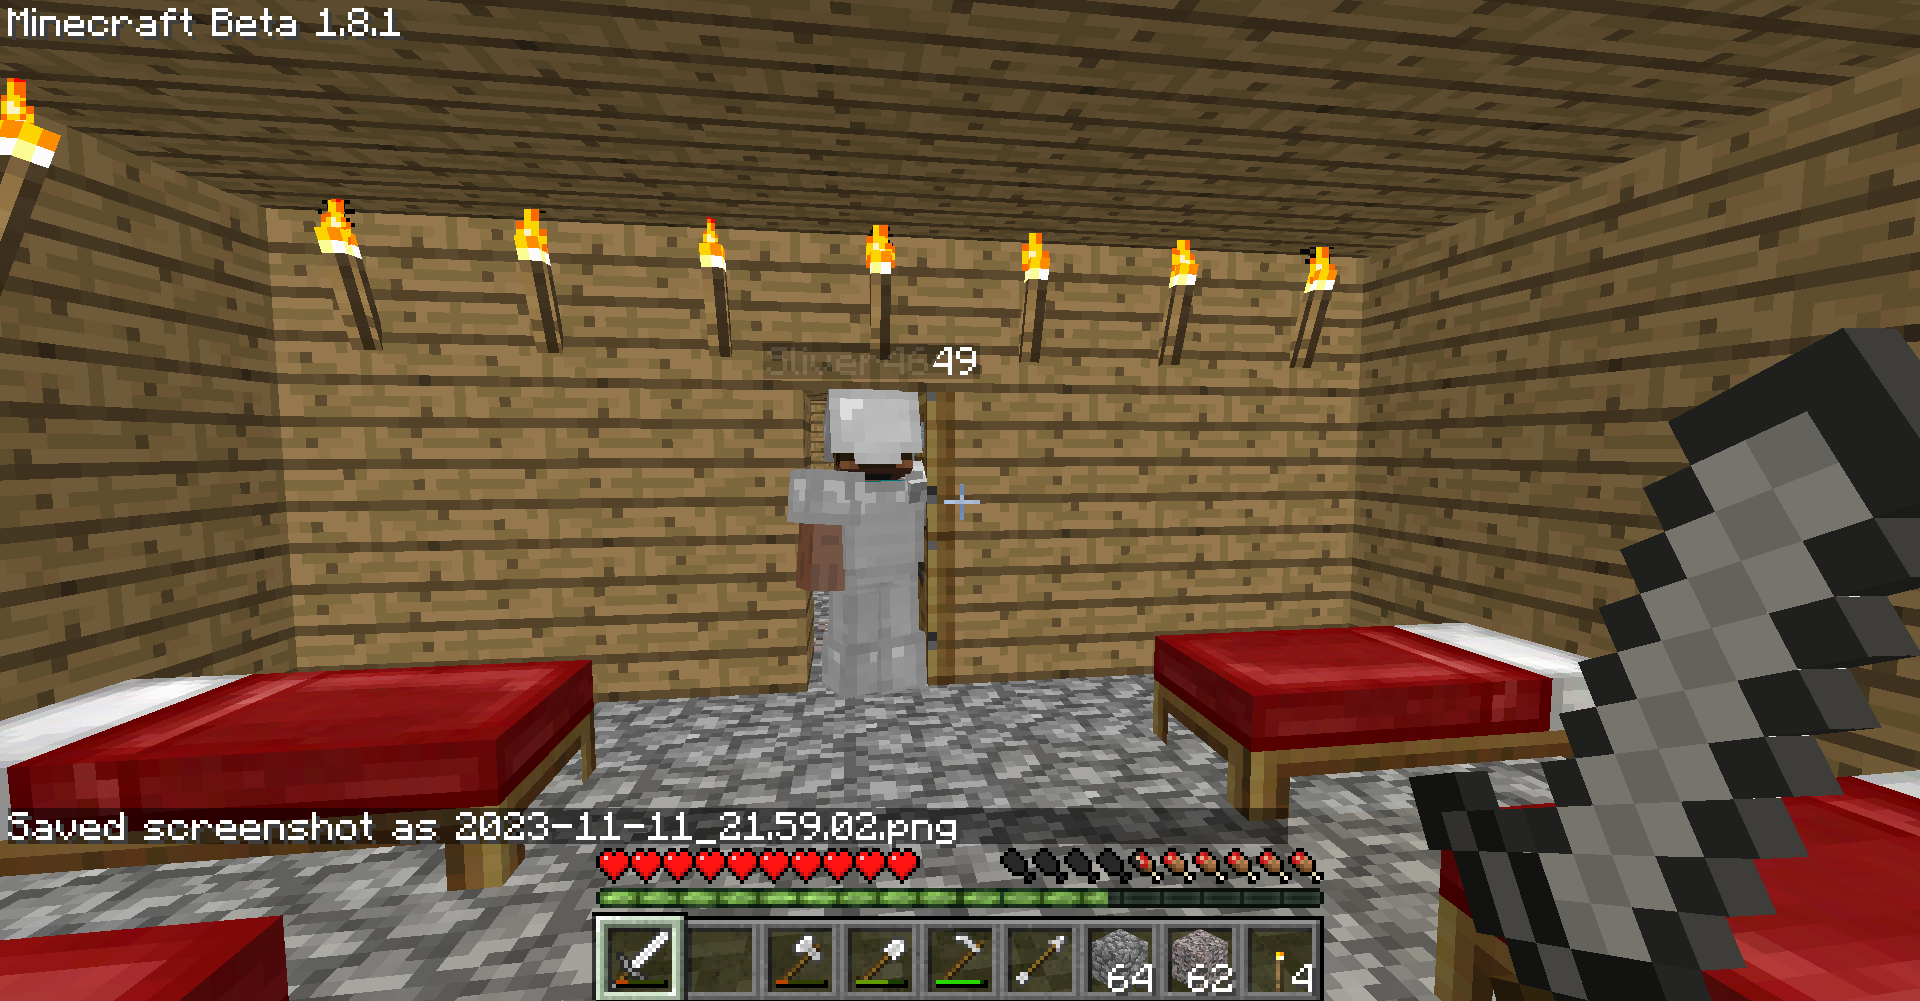 Minecraft Beta 1.8.1
49
Saved screenshot as 2023-11-11_21.59.02.png
64 62 4